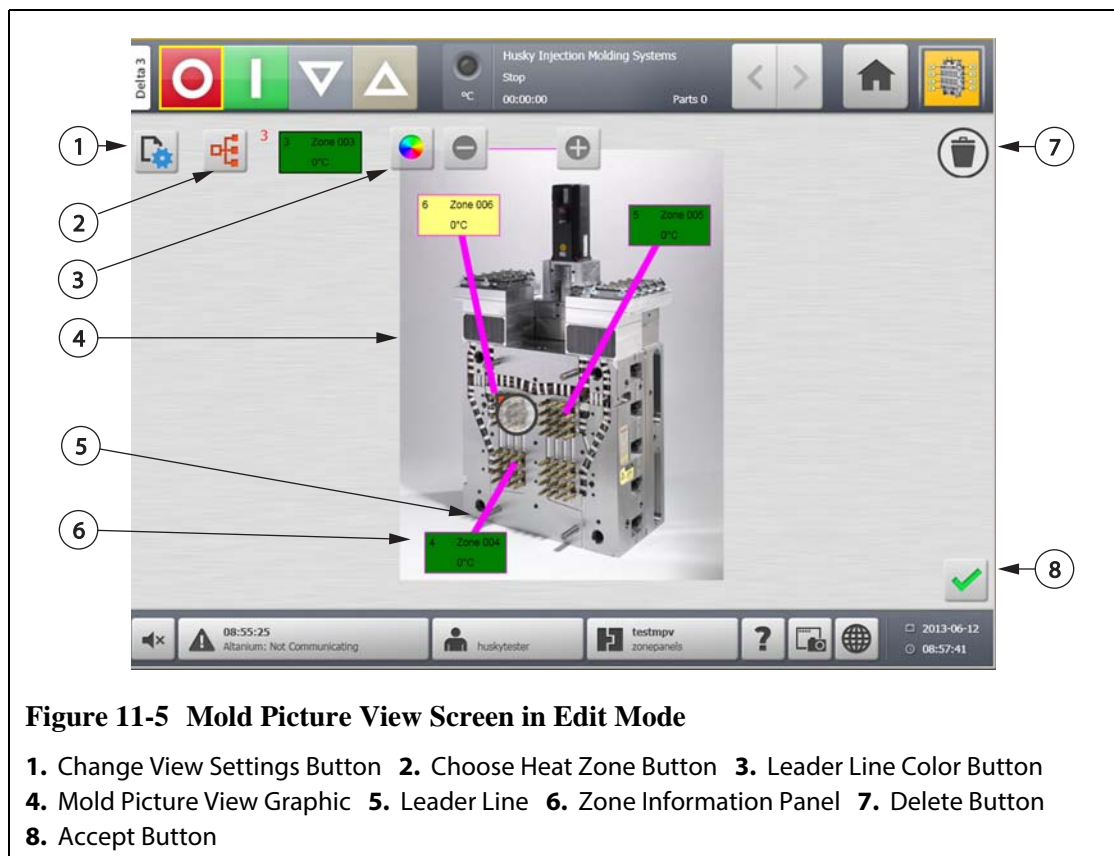 Delta 3
Husky Injection Molding Systems
Stop
°C
00:00:00
Parts 0
1
3
3 Zone 003
0°C
7
2
3
6 Zone 006
0°C
5 Zone 005
0°C
4
5
6
4 Zone 004
0°C
8
08:55:25
Altanium: Not Communicating
huskytester
testmpv
zonepanels
?
2013-06-12
08:57:41
Figure 11-5 Mold Picture View Screen in Edit Mode
1. Change View Settings Button 2. Choose Heat Zone Button 3. Leader Line Color Button
4. Mold Picture View Graphic 5. Leader Line 6. Zone Information Panel 7. Delete Button
8. Accept Button